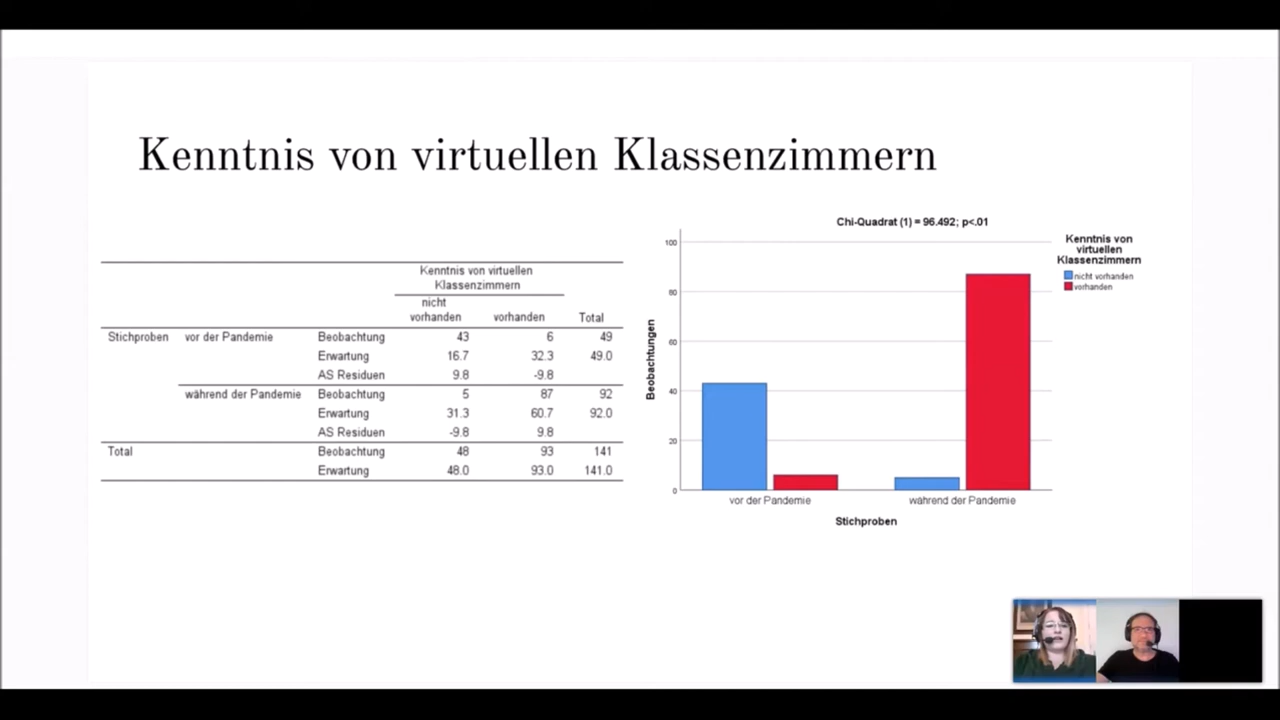 Kenntnis von virtuellen Klassenzimmern
Kenntnis von virtuellen
Klassenzimmern
nicht
vorhanden vorhanden Total
Stichproben vor der Pandemie Beobachtung 43 6 49
Erwartung 16.7 32.3 49.0
AS Residuen 9.8 -9.8
während der Pandemie Beobachtung 5 87 92
Erwartung 31.3 60.7 92.0
AS Residuen -9.8 9.8
Total Beobachtung 48 93 141
Erwartung 48.0 93.0 141.0
Chi-Quadrat (1) = 96.492; p<.01
Kenntnis von
virtuellen
Klassenzimmern
nicht vorhanden
vorhanden
Beobachtungen
100
80
60
40
20
0
vor der Pandemie während der Pandemie
Stichproben